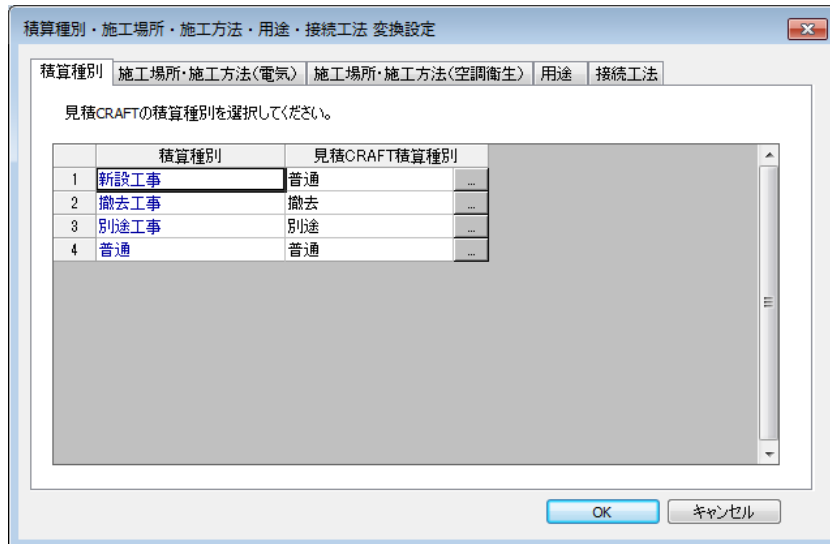 積算種別・施工場所・施工方法・用途・接続工法 変換設定
積算種別 施工場所・施工方法(電気) 施工場所・施工方法(空調衛生) 用途 接続工法
見積CRAFTの積算種別を選択してください。
積算種別 見積CRAFT積算種別
1 新設工事 普通 ...
2 撤去工事 撤去 ...
3 別途工事 別途 ...
4 普通 普通 ...
OK キャンセル